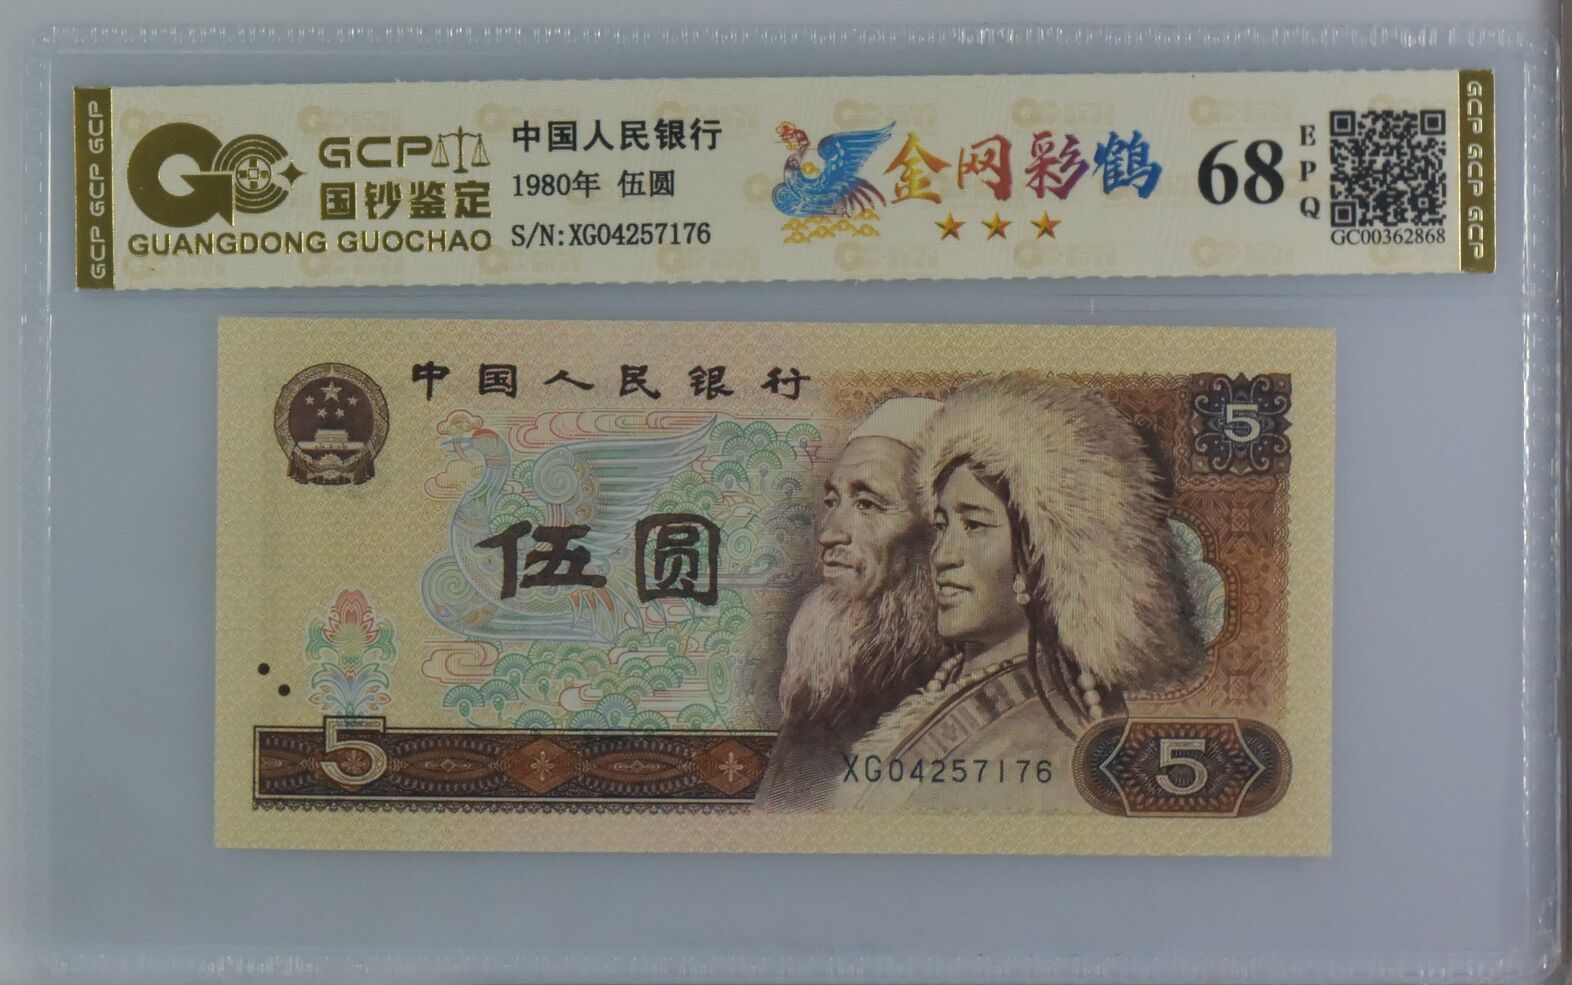 GCP GCP GCP
GC
GCP
国钞鉴定
GUANGDONG GUOCHAO
中国人民银行
1980年 伍圆
S/N:XG04257176
金网彩鹤
68
EPQ
GC00362868
GCP GCP GCP
中国人民银行
5
伍圆
5
XG04257176
5